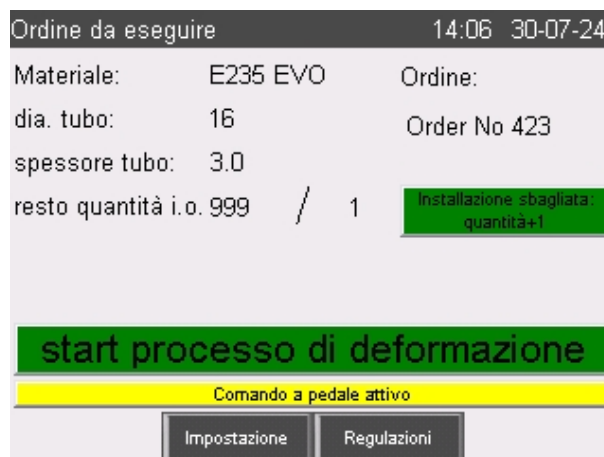 Ordine da eseguire 14:06 30-07-24
Materiale: E235 EVO Ordine:
dia. tubo: 16 Order No 423
spessore tubo: 3.0
resto quantità i.o. 999 / 1
Installazione sbagliata:
quantità+1
start processo di deformazione
Comando a pedale attivo
Impostazione Regulazioni